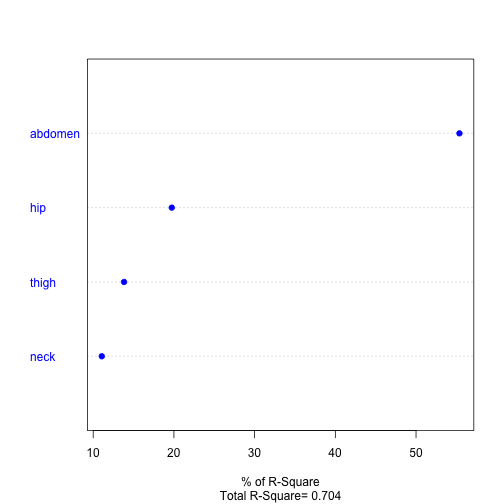 abdomen
hip
thigh
neck
10 20 30 40 50
% of R-Square
Total R-Square= 0.704